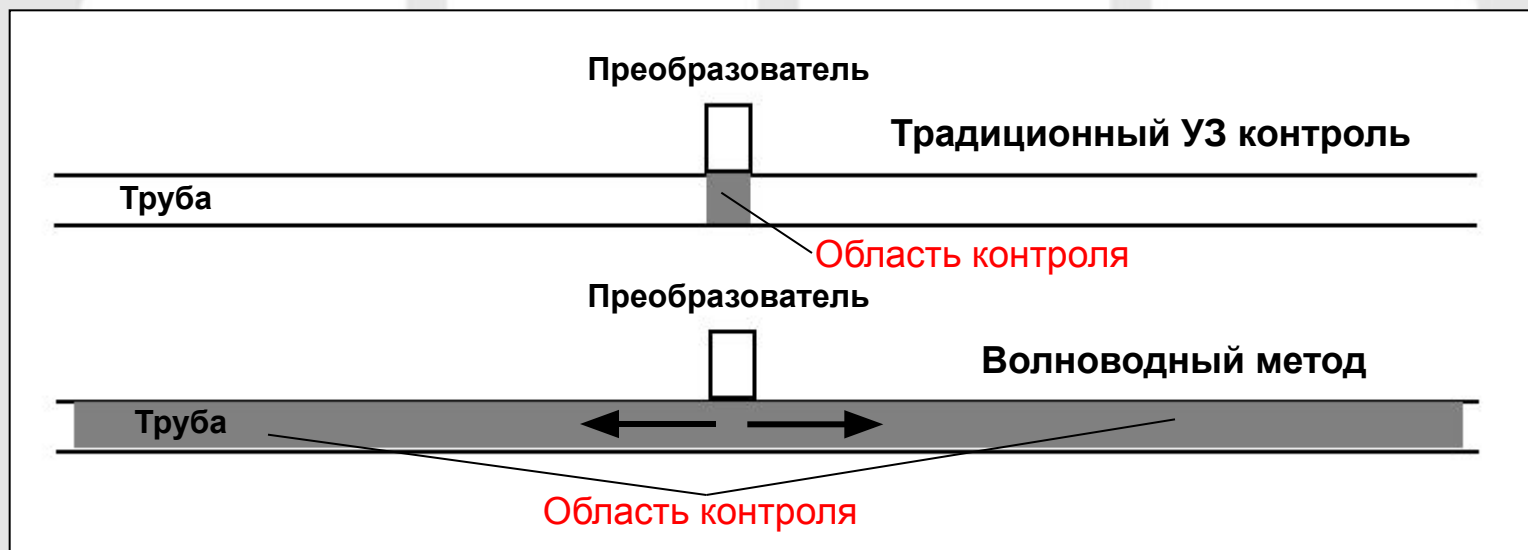 Преобразователь
Традиционный УЗ контроль
Труба
Область контроля
Преобразователь
Волноводный метод
Труба
Область контроля